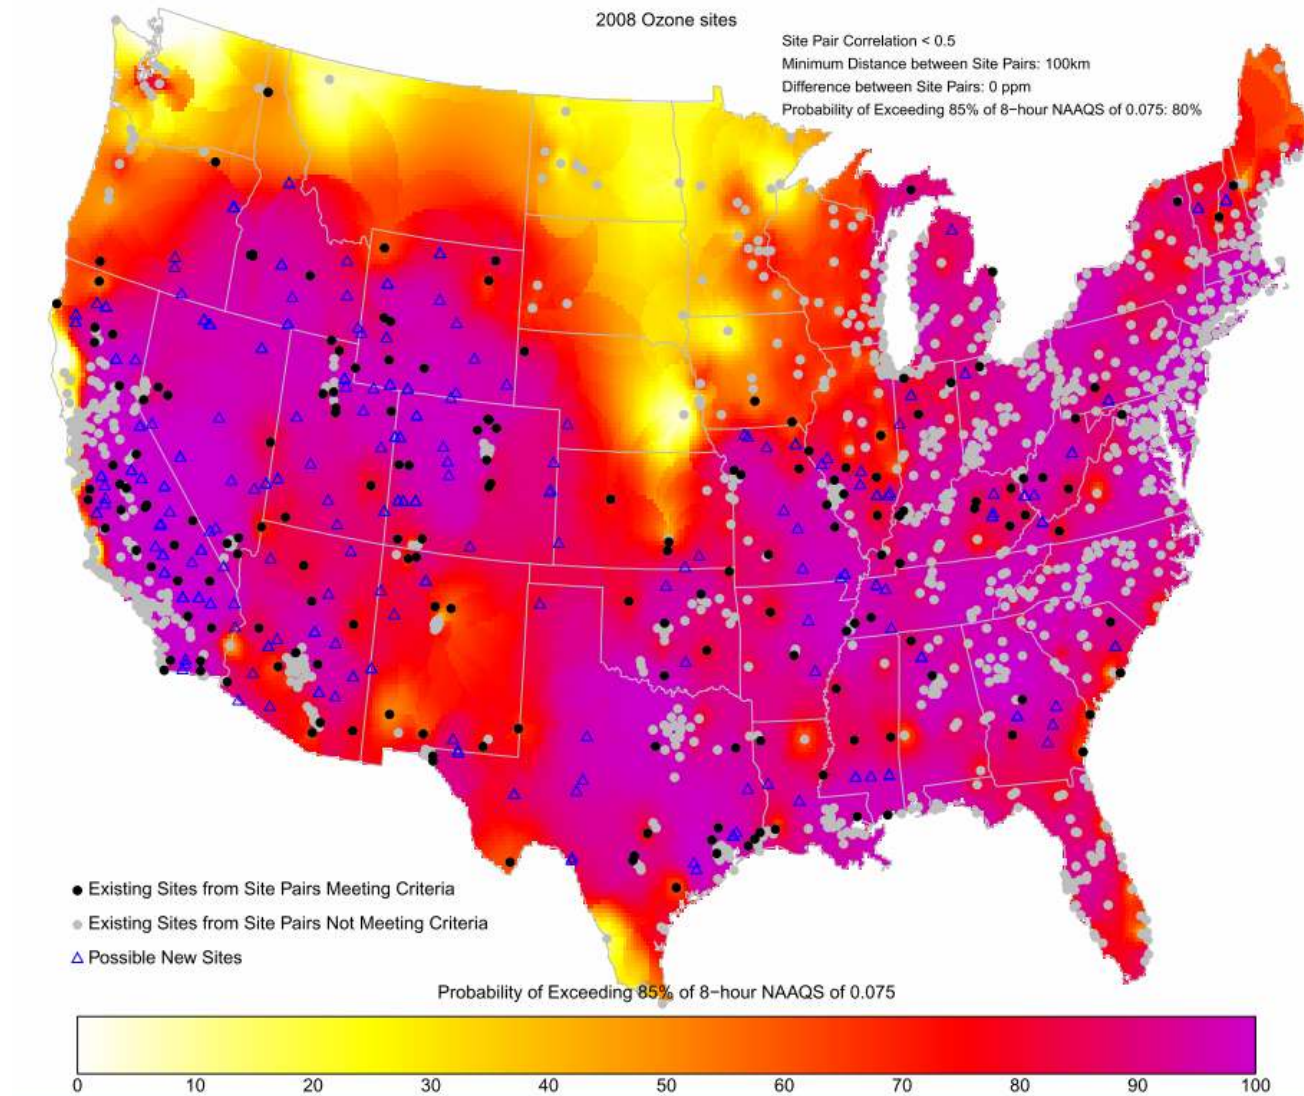 2008 Ozone sites
Site Pair Correlation < 0.5
Minimum Distance between Site Pairs: 100km
Difference between Site Pairs: 0 ppm
Probability of Exceeding 85% of 8−hour NAAQS of 0.075: 80%
Existing Sites from Site Pairs Meeting Criteria
Existing Sites from Site Pairs Not Meeting Criteria
Possible New Sites
Probability of Exceeding 85% of 8−hour NAAQS of 0.075
0 10 20 30 40 50 60 70 80 90 100